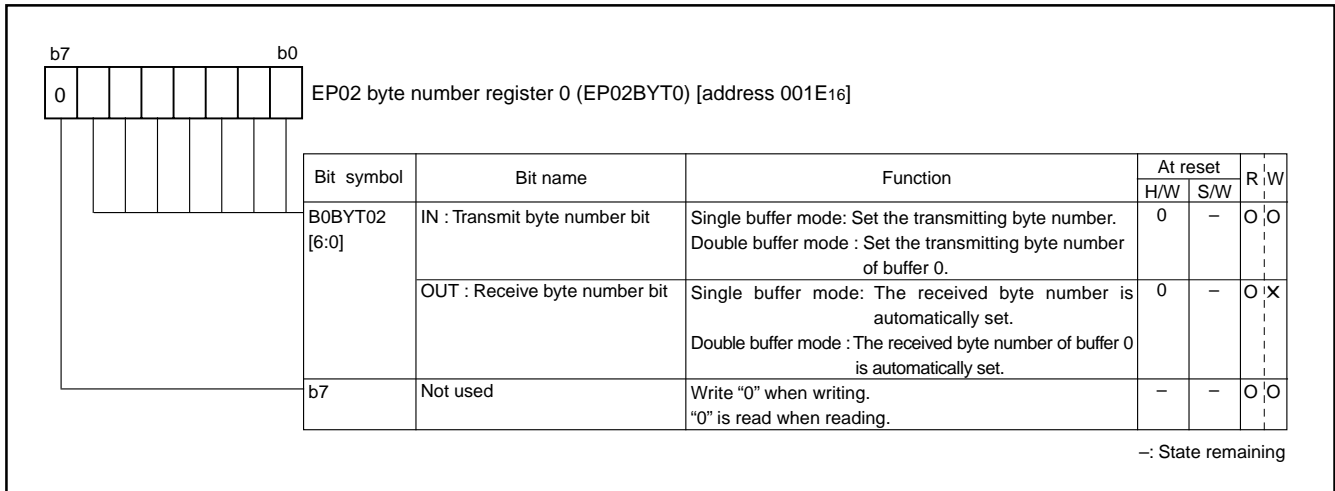 b7 b0
0 EP02 byte number register 0 (EP02BYT0) [address 001E16]
Bit symbol Bit name Function At reset R W
H/W S/W
B0BYT02 IN : Transmit byte number bit Single buffer mode: Set the transmitting byte number. 0 – O O
[6:0] Double buffer mode : Set the transmitting byte number
of buffer 0.
OUT : Receive byte number bit Single buffer mode: The received byte number is 0 – O X
automatically set.
Double buffer mode : The received byte number of buffer 0
is automatically set.
b7 Not used Write “0” when writing. – – O O
“0” is read when reading.
–: State remaining